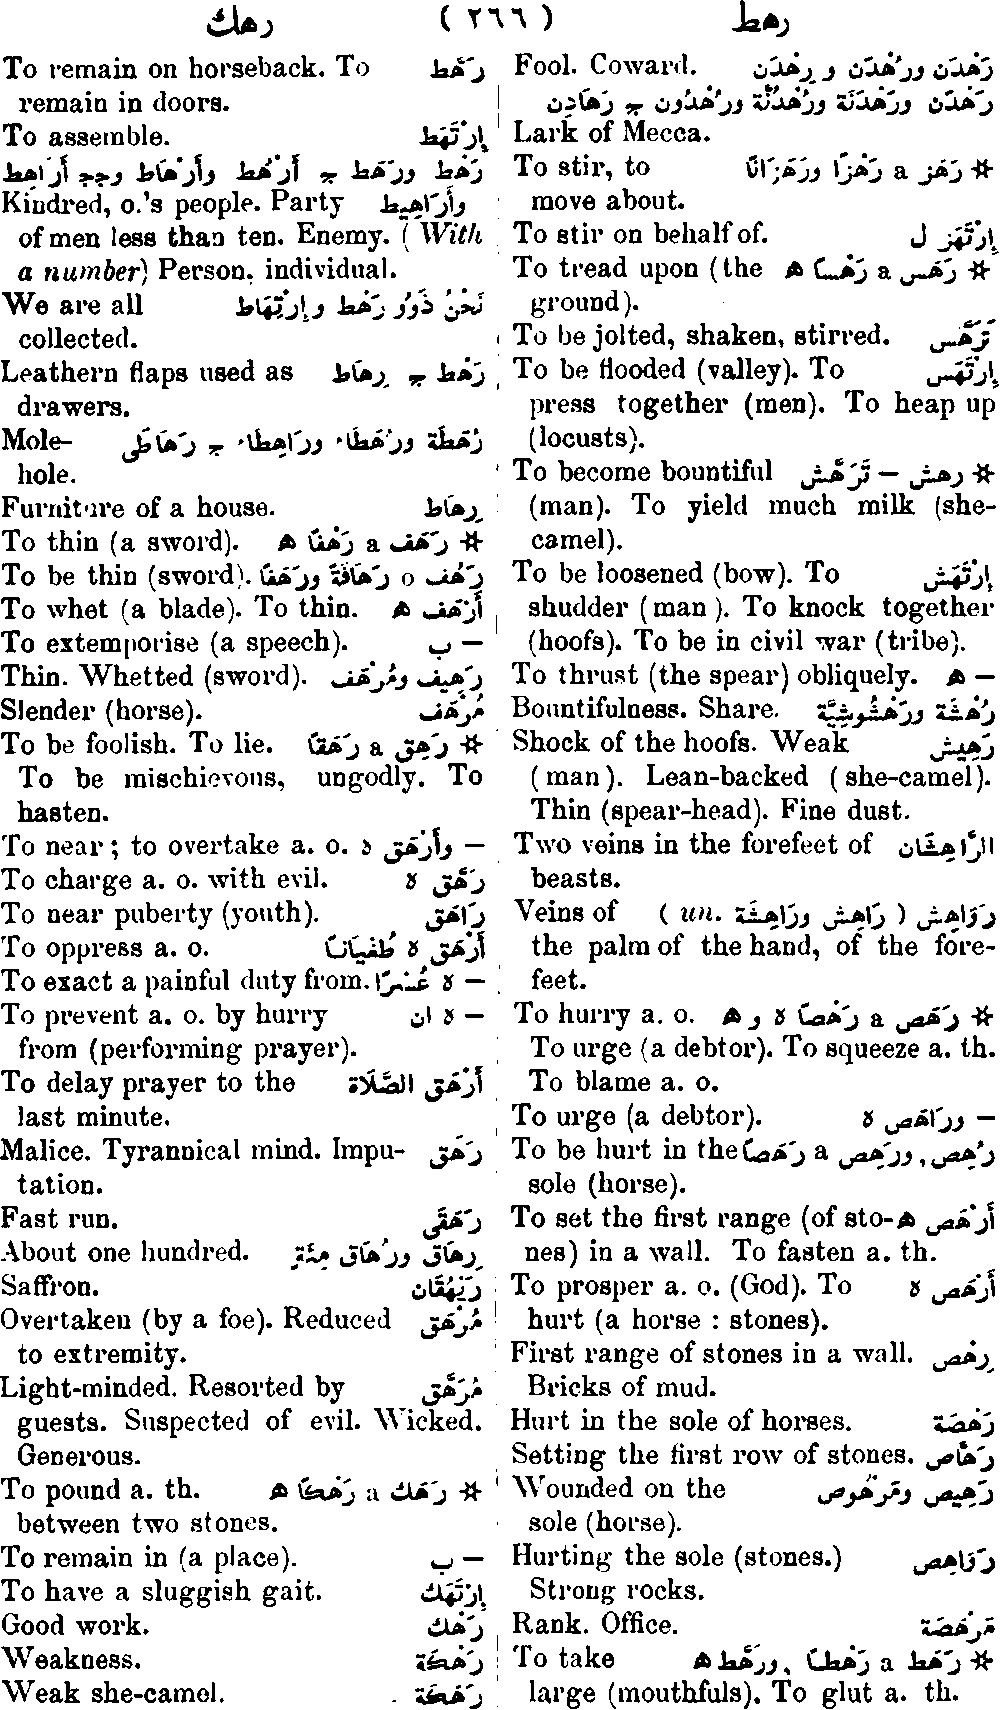 رهك ( ٢٦٦ ) رهط
Fool. Coward. رَهْدَن ورُهْدَن و رِهْدَن
رَهْدَن ورَهْدَنَة ورُهْدُنَّة ورُهْدُون ج رَهَادِن
Lark of Mecca.
To stir, to رَهَز a رَهْزًا ورَهَزَانًا ✲
move about.
To stir on behalf of. إِرْتَهَز ل
To tread upon (the رَهَس a رَهْسًا ه ✲
ground).
To be jolted, shaken, stirred. تَرَهَّس
To be flooded (valley). To إِرْتَهَس
press together (men). To heap up
(locusts).
To become bountiful رهش – تَرَهَّش ✲
(man). To yield much milk (she-
camel).
To be loosened (bow). To إِرْتَهَش
shudder (man). To knock together
(hoofs). To be in civil war (tribe).
To thrust (the spear) obliquely. – ه
Bountifulness. Share. رُهْشَة ورُهْشُوشِيَّة
Shock of the hoofs. Weak رَهِيش
(man). Lean-backed (she-camel).
Thin (spear-head). Fine dust.
Two veins in the forefeet of الرَّاهِشَان
beasts.
Veins of رَوَاهِش ( رَاهِش ورَاهِشَة .un )
the palm of the hand, of the fore-
feet.
To hurry a. o. رَهَص a رَهْصًا ه و ه ✲
To urge (a debtor). To squeeze a. th.
To blame a. o.
To urge (a debtor). – ورَاهَص ه
To be hurt in the رُهِص, ورَهِص a رَهَصًا
sole (horse).
To set the first range (of sto- أَرْهَص ه
nes) in a wall. To fasten a. th.
To prosper a. o. (God). To أَرْهَص ه
hurt (a horse : stones).
First range of stones in a wall. رِهْص
Bricks of mud.
Hurt in the sole of horses. رَهْصَة
Setting the first row of stones. رَهَّاص
Wounded on the رَهِيص ومَرْهُوص
sole (horse).
Hurting the sole (stones.) رَوَاهِص
Strong rocks.
Rank. Office. مَرْهَصَة
To take رَهَط a رَهْطًا, ورَهَّط ه ✲
large (mouthfuls). To glut a. th.
To remain on horseback. To رَهَّط
remain in doors.
To assemble. إِرْتَهَط
رَهْط ورَهَط ج أَرْهُط وأَرْهَاط وجج أَرَاهِط
Kindred, o.'s people. Party وأَرَاهِيط
of men less than ten. Enemy. (With
a number) Person, individual.
We are all نَحْنُ ذَوُو رَهْط وإِرْتِهَاط
collected.
Leathern flaps used as رَهْط ج رِهَاط
drawers.
Mole- رُهَطَة ورُهَطَاء ورَاهِطَاء ج رَهَاطَى
hole.
Furniture of a house. رِهَاط
To thin (a sword). رَهَف a رَهْفًا ه ✲
To be thin (sword). رَهُف o رَهَافَةً ورَهَفًا
To whet (a blade). To thin. أَرْهَف ه
To extemporise (a speech). – ب
Thin. Whetted (sword). رَهِيف ومُرْهَف
Slender (horse). مُرْهَف
To be foolish. To lie. رَهِق a رَهَقًا ✲
To be mischievous, ungodly. To
hasten.
To near ; to overtake a. o. – وأَرْهَق ه
To charge a. o. with evil. رَهَّق ه
To near puberty (youth). رَاهَق
To oppress a. o. أَرْهَق ه طُغْيَانًا
To exact a painful duty from. – ه عُسْرًا
To prevent a. o. by hurry – ه ان
from (performing prayer).
To delay prayer to the أَرْهَق الصَّلَاة
last minute.
Malice. Tyrannical mind. Impu- رَهَق
tation.
Fast run. رَهَقَى
About one hundred. رِهَاق ورُهَاق مِئَةٍ
Saffron. رَيْهُقَان
Overtaken (by a foe). Reduced مُرْهَق
to extremity.
Light-minded. Resorted by مُرَهَّق
guests. Suspected of evil. Wicked.
Generous.
To pound a. th. رَهَك a رَهْكًا ه ✲
between two stones.
To remain in (a place). – ب
To have a sluggish gait. إِرْتَهَك
Good work. رَهْك
Weakness. رَهْكَة
Weak she-camel. رَهَكَة